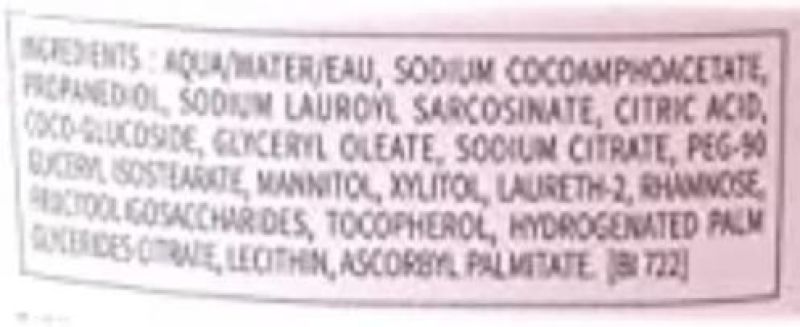 INGREDIENTS : AQUA/WATER/EAU, SODIUM COCOAMPHOACETATE,
PROPANEDIOL, SODIUM LAUROYL SARCOSINATE, CITRIC ACID,
COCO-GLUCOSIDE, GLYCERYL OLEATE, SODIUM CITRATE, PEG-90
GLYCERYL ISOSTEARATE, MANNITOL, XYLITOL, LAURETH-2, RHAMNOSE,
FRUCTOOLIGOSACCHARIDES, TOCOPHEROL, HYDROGENATED PALM
GLYCERIDES CITRATE, LECITHIN, ASCORBYL PALMITATE. [BI 722]